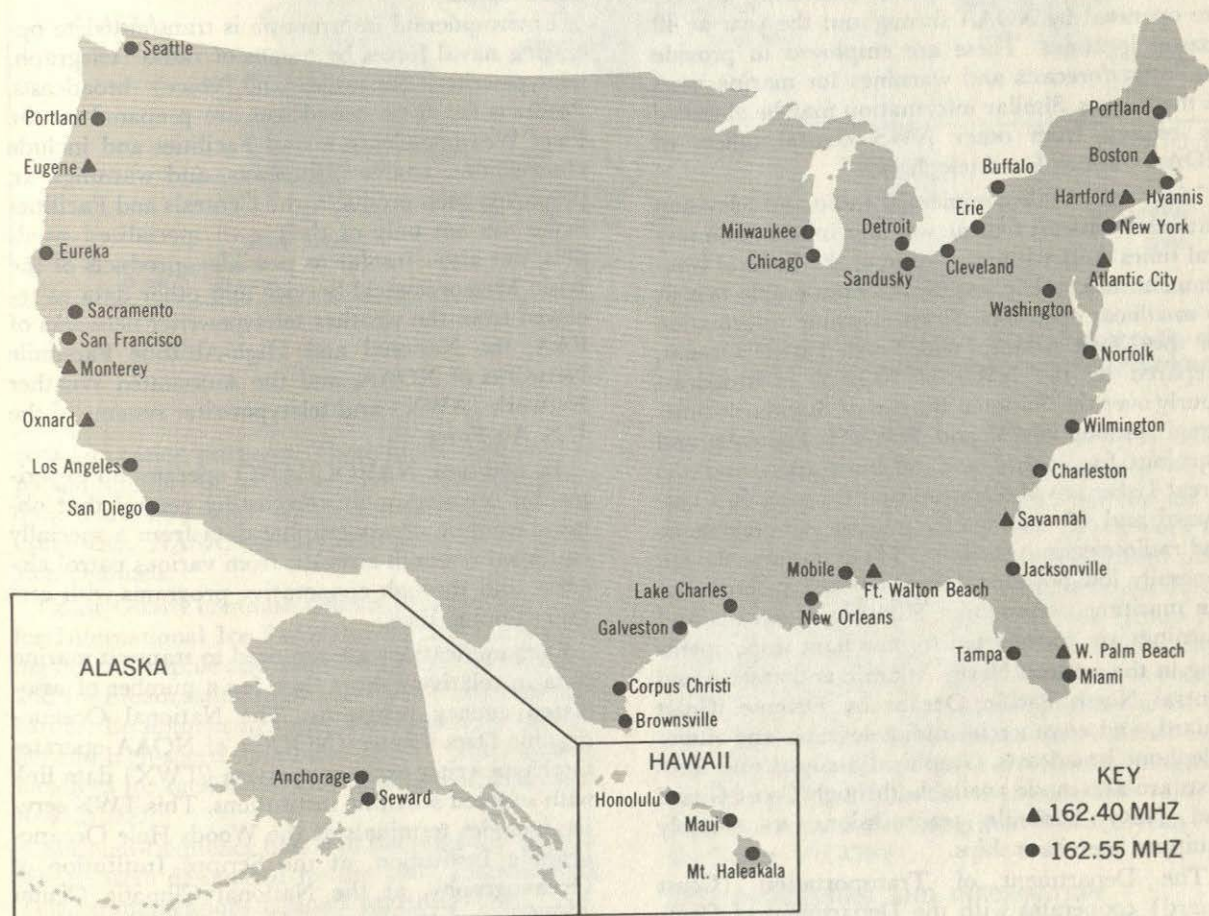 Seattle
Portland
Eugene
Eureka
Sacramento
San Francisco
Monterey
Oxnard
Los Angeles
San Diego
Milwaukee
Chicago
Detroit
Sandusky
Cleveland
Erie
Buffalo
Portland
Boston
Hyannis
Hartford
New York
Atlantic City
Washington
Norfolk
Wilmington
Charleston
Savannah
Jacksonville
Mobile
Ft. Walton Beach
New Orleans
Lake Charles
Galveston
Tampa
W. Palm Beach
Miami
Corpus Christi
Brownsville
ALASKA
Anchorage
Seward
HAWAII
Honolulu
Maui
Mt. Haleakala
KEY
▲ 162.40 MHZ
● 162.55 MHZ